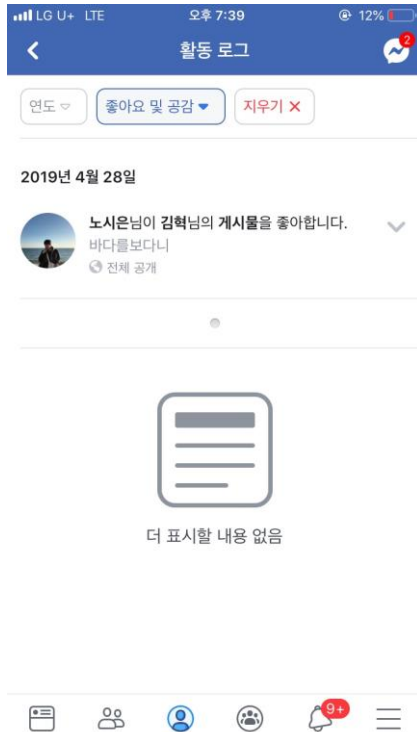 LG U+ LTE 오후 7:39 12%
활동 로그
2
연도
좋아요 및 공감
지우기 ×
2019년 4월 28일
노시은님이 김혁님의 게시물을 좋아합니다.
바다를보다니
전체 공개
더 표시할 내용 없음
9+